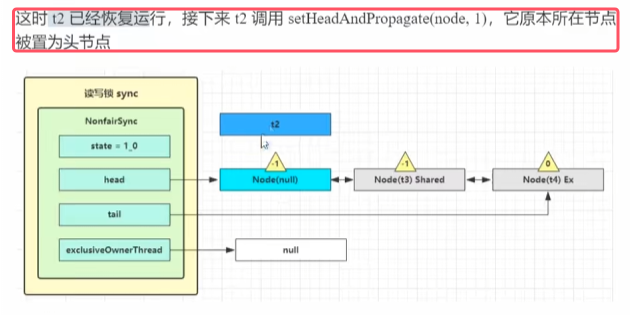 这时 t2 已经恢复运行，接下来 t2 调用 setHeadAndPropagate(node, 1)，它原本所在节点
被置为头节点
读写锁 sync
NonfairSync
t2
state = 1_0
-1
-1
0
head
Node(null)
Node(t3) Shared
Node(t4) Ex
tail
exclusiveOwnerThread
null